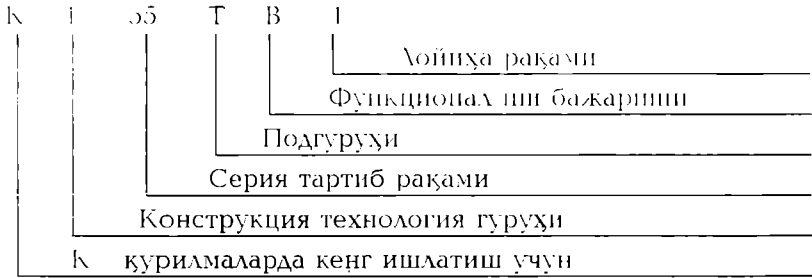 К 1 55 Т В 1
Лойиҳа рақами
Функционал иш бажариши
Подгуруҳи
Серия тартиб рақами
Конструкция технология гуруҳи
К қурилмаларда кенг ишлатиш учун